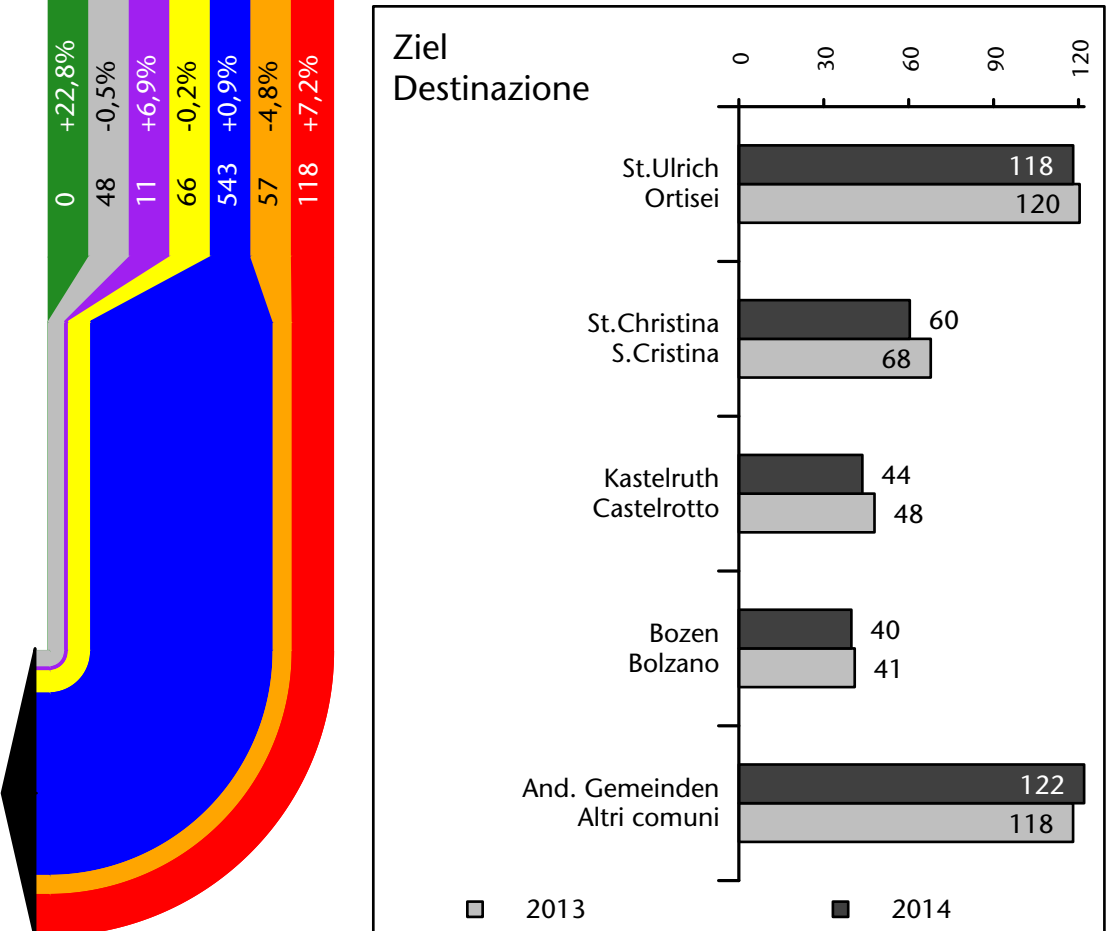 0 +22,8%
48 -0,5%
11 +6,9%
66 -0,2%
543 +0,9%
57 -4,8%
118 +7,2%
Ziel
Destinazione
0 30 60 90 120
St.Ulrich
Ortisei
118
120
St.Christina
S.Cristina
60
68
Kastelruth
Castelrotto
44
48
Bozen
Bolzano
40
41
And. Gemeinden
Altri comuni
122
118
2013 2014